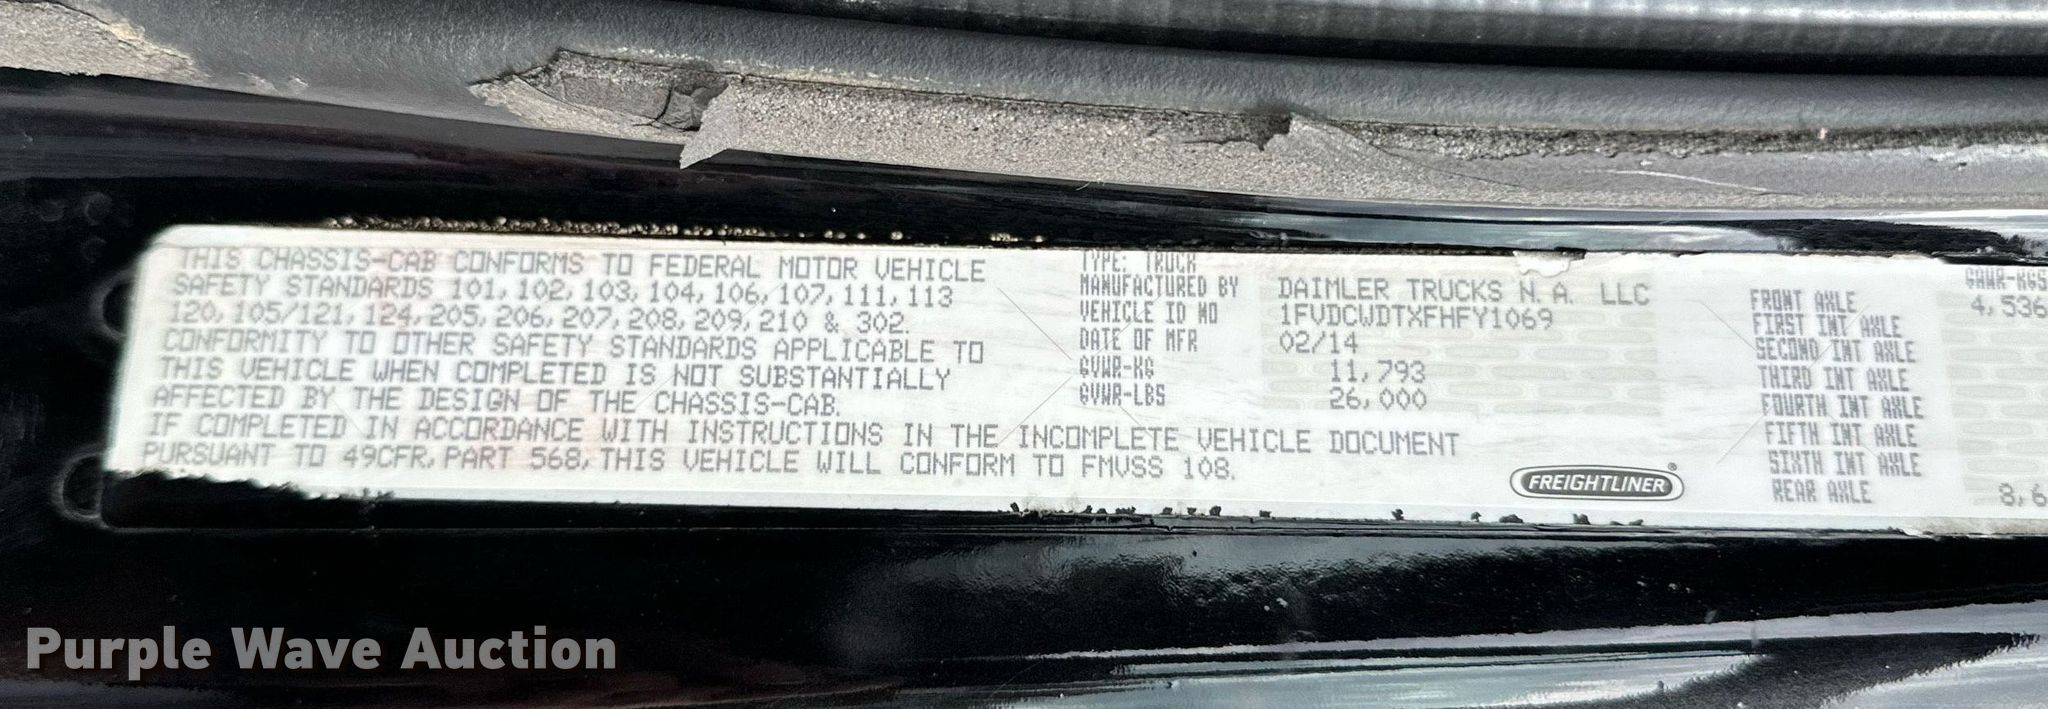 THIS CHASSIS-CAB CONFORMS TO FEDERAL MOTOR VEHICLE
SAFETY STANDARDS 101, 102, 103, 104, 106, 107, 111, 113
120, 105/121, 124, 205, 206, 207, 208, 209, 210 & 302.
CONFORMITY TO OTHER SAFETY STANDARDS APPLICABLE TO
THIS VEHICLE WHEN COMPLETED IS NOT SUBSTANTIALLY
AFFECTED BY THE DESIGN OF THE CHASSIS-CAB.
IF COMPLETED IN ACCORDANCE WITH INSTRUCTIONS IN THE INCOMPLETE VEHICLE DOCUMENT
PURSUANT TO 49CFR, PART 568, THIS VEHICLE WILL CONFORM TO FMVSS 108.
TYPE: TRUCK
MANUFACTURED BY DAIMLER TRUCKS N. A. LLC
VEHICLE ID NO 1FVDCWDTXFHFY1069
DATE OF MFR 02/14
GVWR-KG 11,793
GVWR-LBS 26,000
FREIGHTLINER®
GAWR-KGS
FRONT AXLE 4,536
FIRST INT AXLE
SECOND INT AXLE
THIRD INT AXLE
FOURTH INT AXLE
FIFTH INT AXLE
SIXTH INT AXLE
REAR AXLE 8,6
Purple Wave Auction